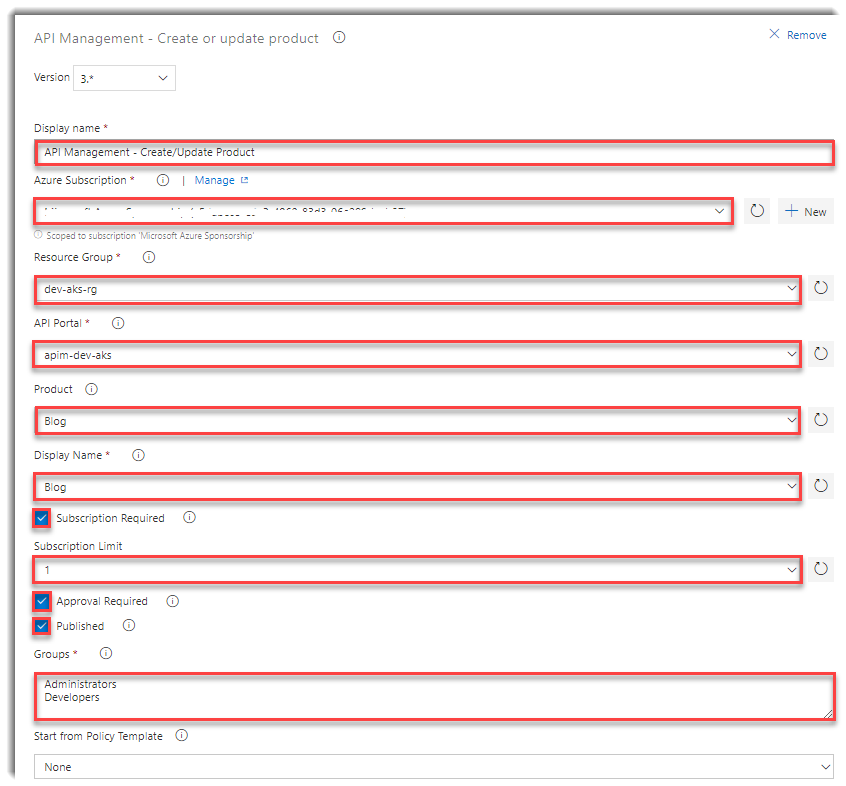 API Management - Create or update product
Remove
Version 3.*
Display name *
API Management - Create/Update Product
Azure Subscription * | Manage
New
Scoped to subscription 'Microsoft Azure Sponsorship'
Resource Group *
dev-aks-rg
API Portal *
apim-dev-aks
Product
Blog
Display Name *
Blog
Subscription Required
Subscription Limit
1
Approval Required
Published
Groups *
Administrators
Developers
Start from Policy Template
None